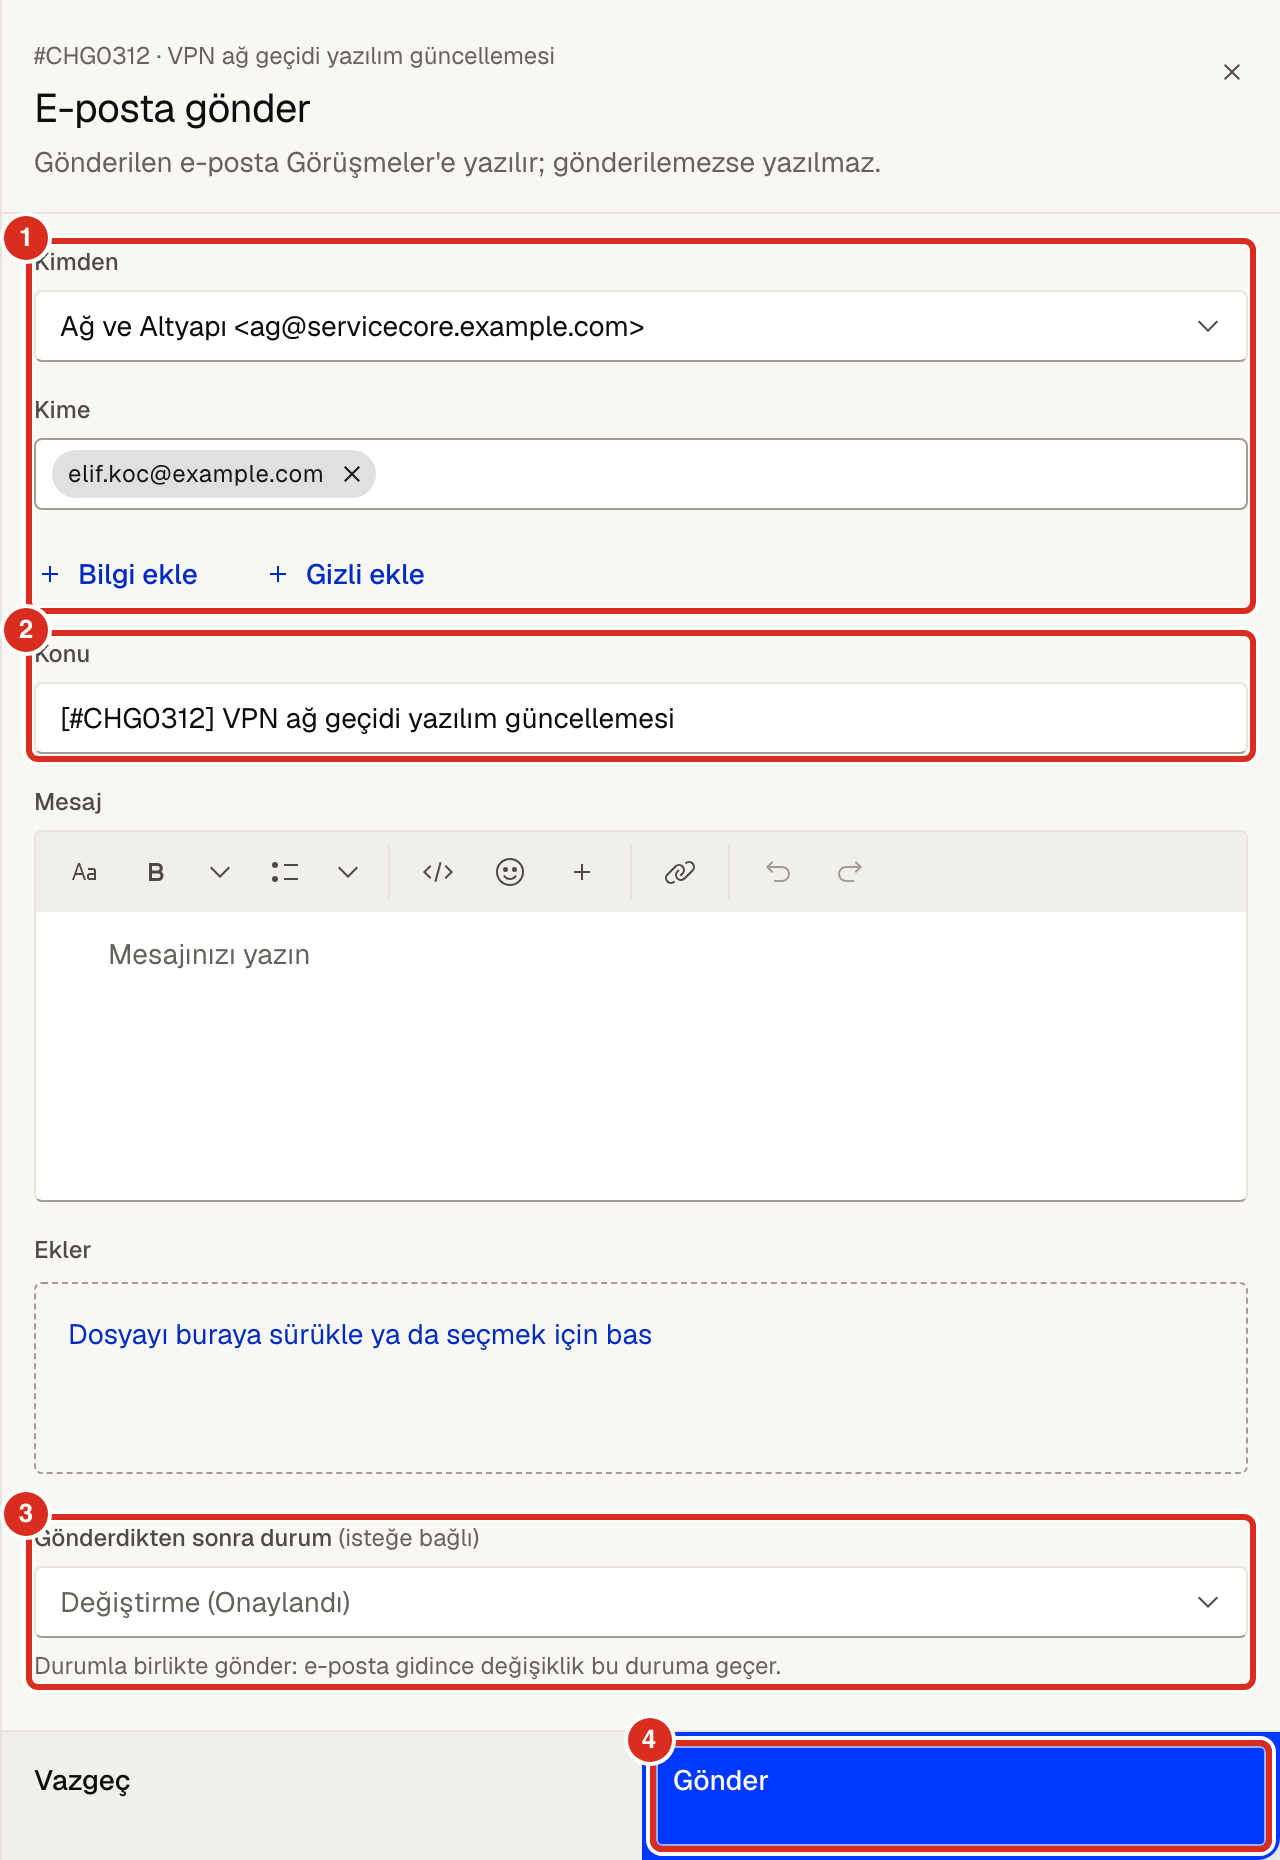 #CHG0312 · VPN ağ geçidi yazılım güncellemesi
E-posta gönder
Gönderilen e-posta Görüşmeler'e yazılır; gönderilemezse yazılmaz.
1
Kimden
Ağ ve Altyapı <ag@servicecore.example.com>
Kime
elif.koc@example.com
+ Bilgi ekle + Gizli ekle
2
Konu
[#CHG0312] VPN ağ geçidi yazılım güncellemesi
Mesaj
Aa B
Mesajınızı yazın
Ekler
Dosyayı buraya sürükle ya da seçmek için bas
3
Gönderdikten sonra durum (isteğe bağlı)
Değiştirme (Onaylandı)
Durumla birlikte gönder: e-posta gidince değişiklik bu duruma geçer.
4
Vazgeç Gönder